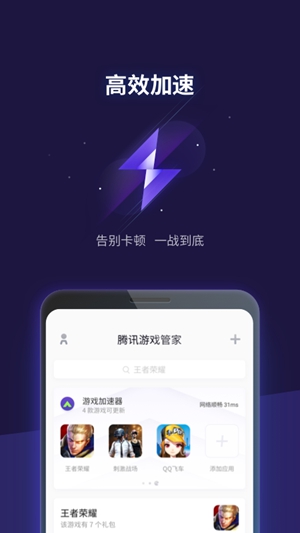 高效加速
告别卡顿 一战到底
腾讯游戏管家
王者荣耀
游戏加速器
网络顺畅 31ms
4 款游戏可更新
王者荣耀
刺激战场
QQ飞车
添加应用
王者荣耀
该游戏有 7 个礼包